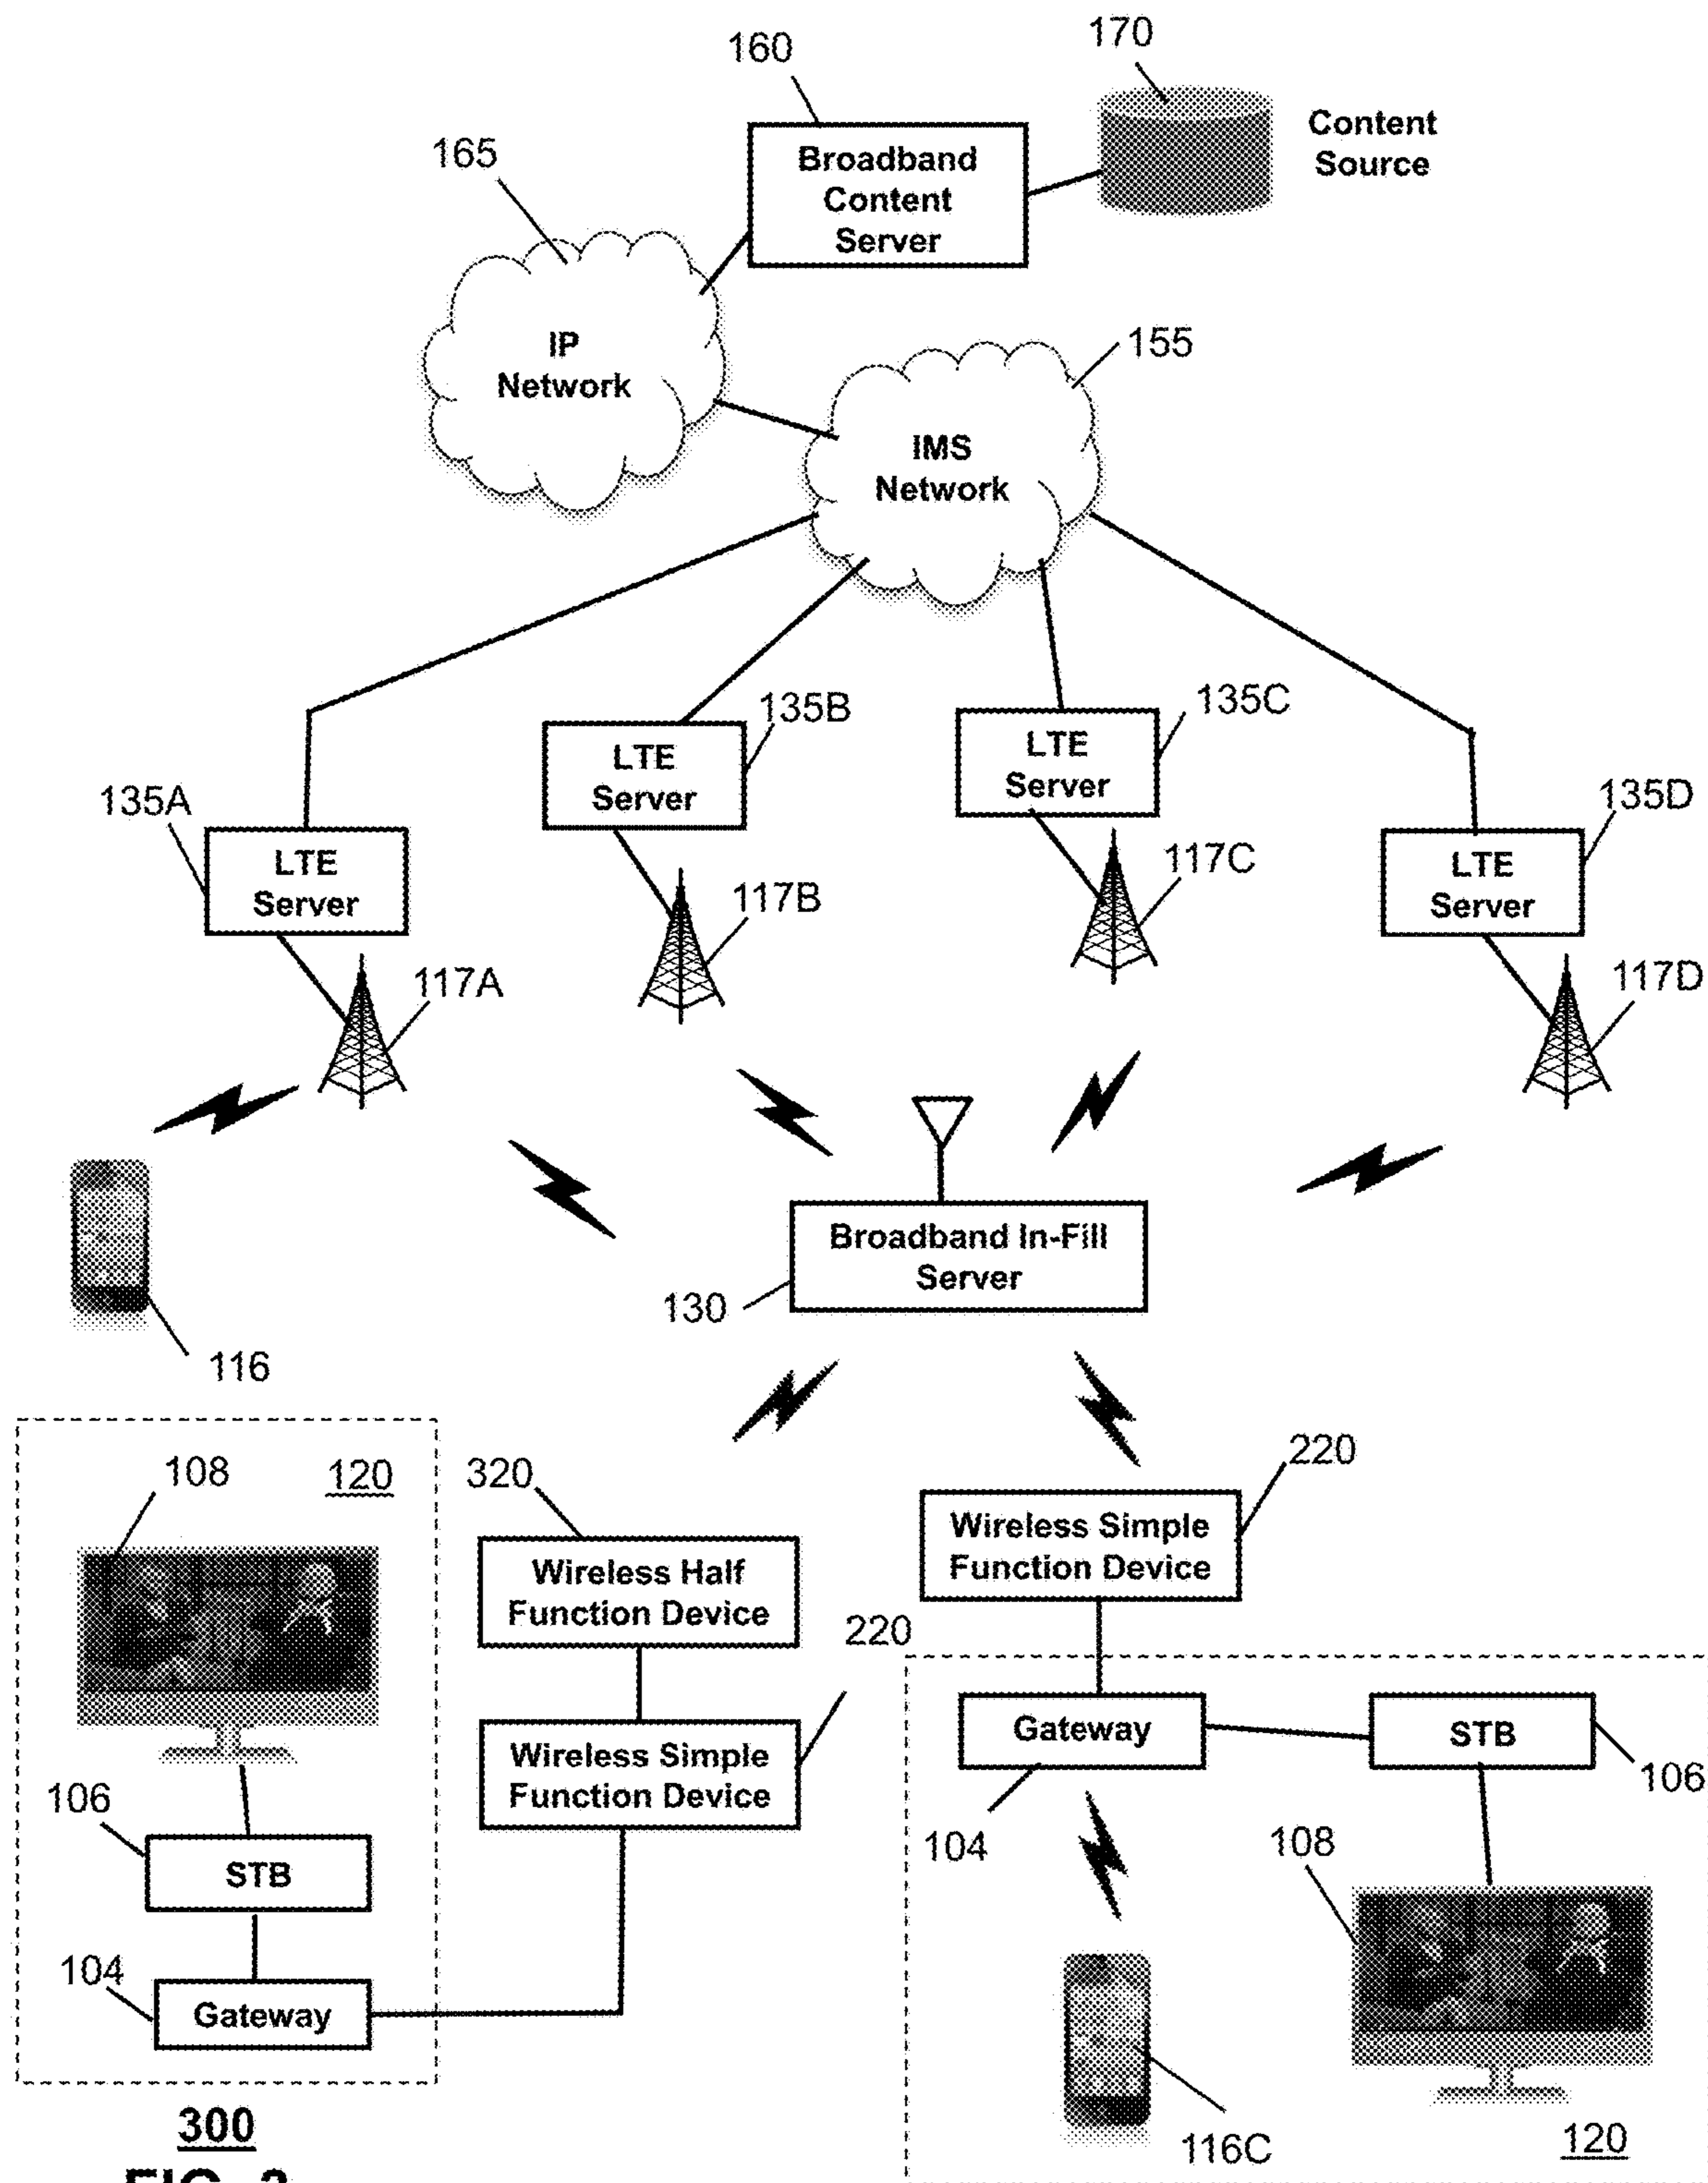 170
160
Content
Source
165
Broadband
Content
Server
155
IP
Network
IMS
Network
135B
135C
LTE
Server
LTE
Server
135A
135D
LTE
Server
LTE
Server
117B
117C
117A
117D
Broadband In-Fill
Server
130
116
108
120
320
220
Wireless Simple
Function Device
Wireless Half
Function Device
220
Gateway
STB
Wireless Simple
Function Device
106
106
104
108
STB
104
Gateway
300
116C
120
FIG. 3